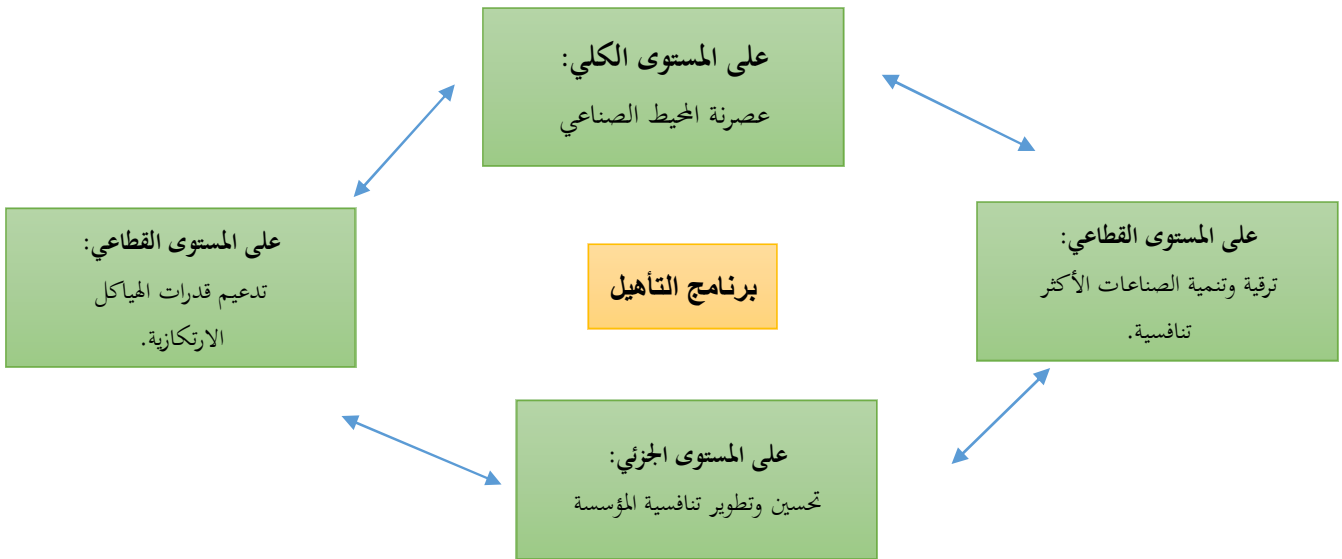 على المستوى الكلي:
عصرنة المحيط الصناعي
على المستوى القطاعي:
ترقية وتنمية الصناعات الأكثر
تنافسية.
على المستوى القطاعي:
تدعيم قدرات الهياكل
الارتكازية.
برنامج التأهيل
على المستوى الجزئي:
تحسين وتطوير تنافسية المؤسسة